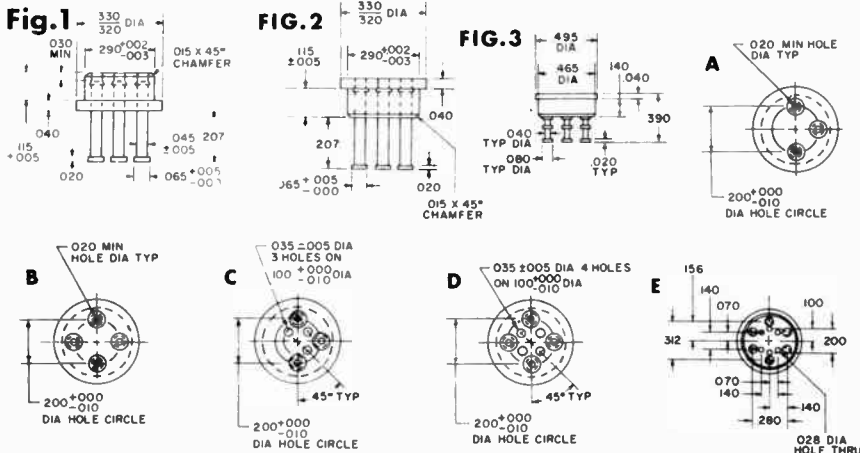 Fig.1
330
320 DIA
030
MIN
290+002
-003
015 X 45°
CHAMFER
040
115
+005
020
045
±005
207
065+005
FIG.2
330
320 DIA
115
±005
290+002
-003
040
207
065+005
-000
020
015 X 45°
CHAMFER
FIG.3
495
DIA
465
DIA
140
.040
390
040
TYP DIA
080
TYP DIA
.020
TYP
A
020 MIN HOLE
DIA TYP
200+000
-010
DIA HOLE CIRCLE
B
020 MIN
HOLE DIA TYP
200+000
-010
DIA HOLE CIRCLE
C
035±005 DIA
3 HOLES ON
100+000
-010 DIA
45° TYP
200+000
-010
DIA HOLE CIRCLE
D
035±005 DIA 4 HOLES
ON 100+000
-010 DIA
45° TYP
200+000
-010
DIA HOLE CIRCLE
E
156
140
070
100
312
200
070
140
140
280
028 DIA
HOLE THRU